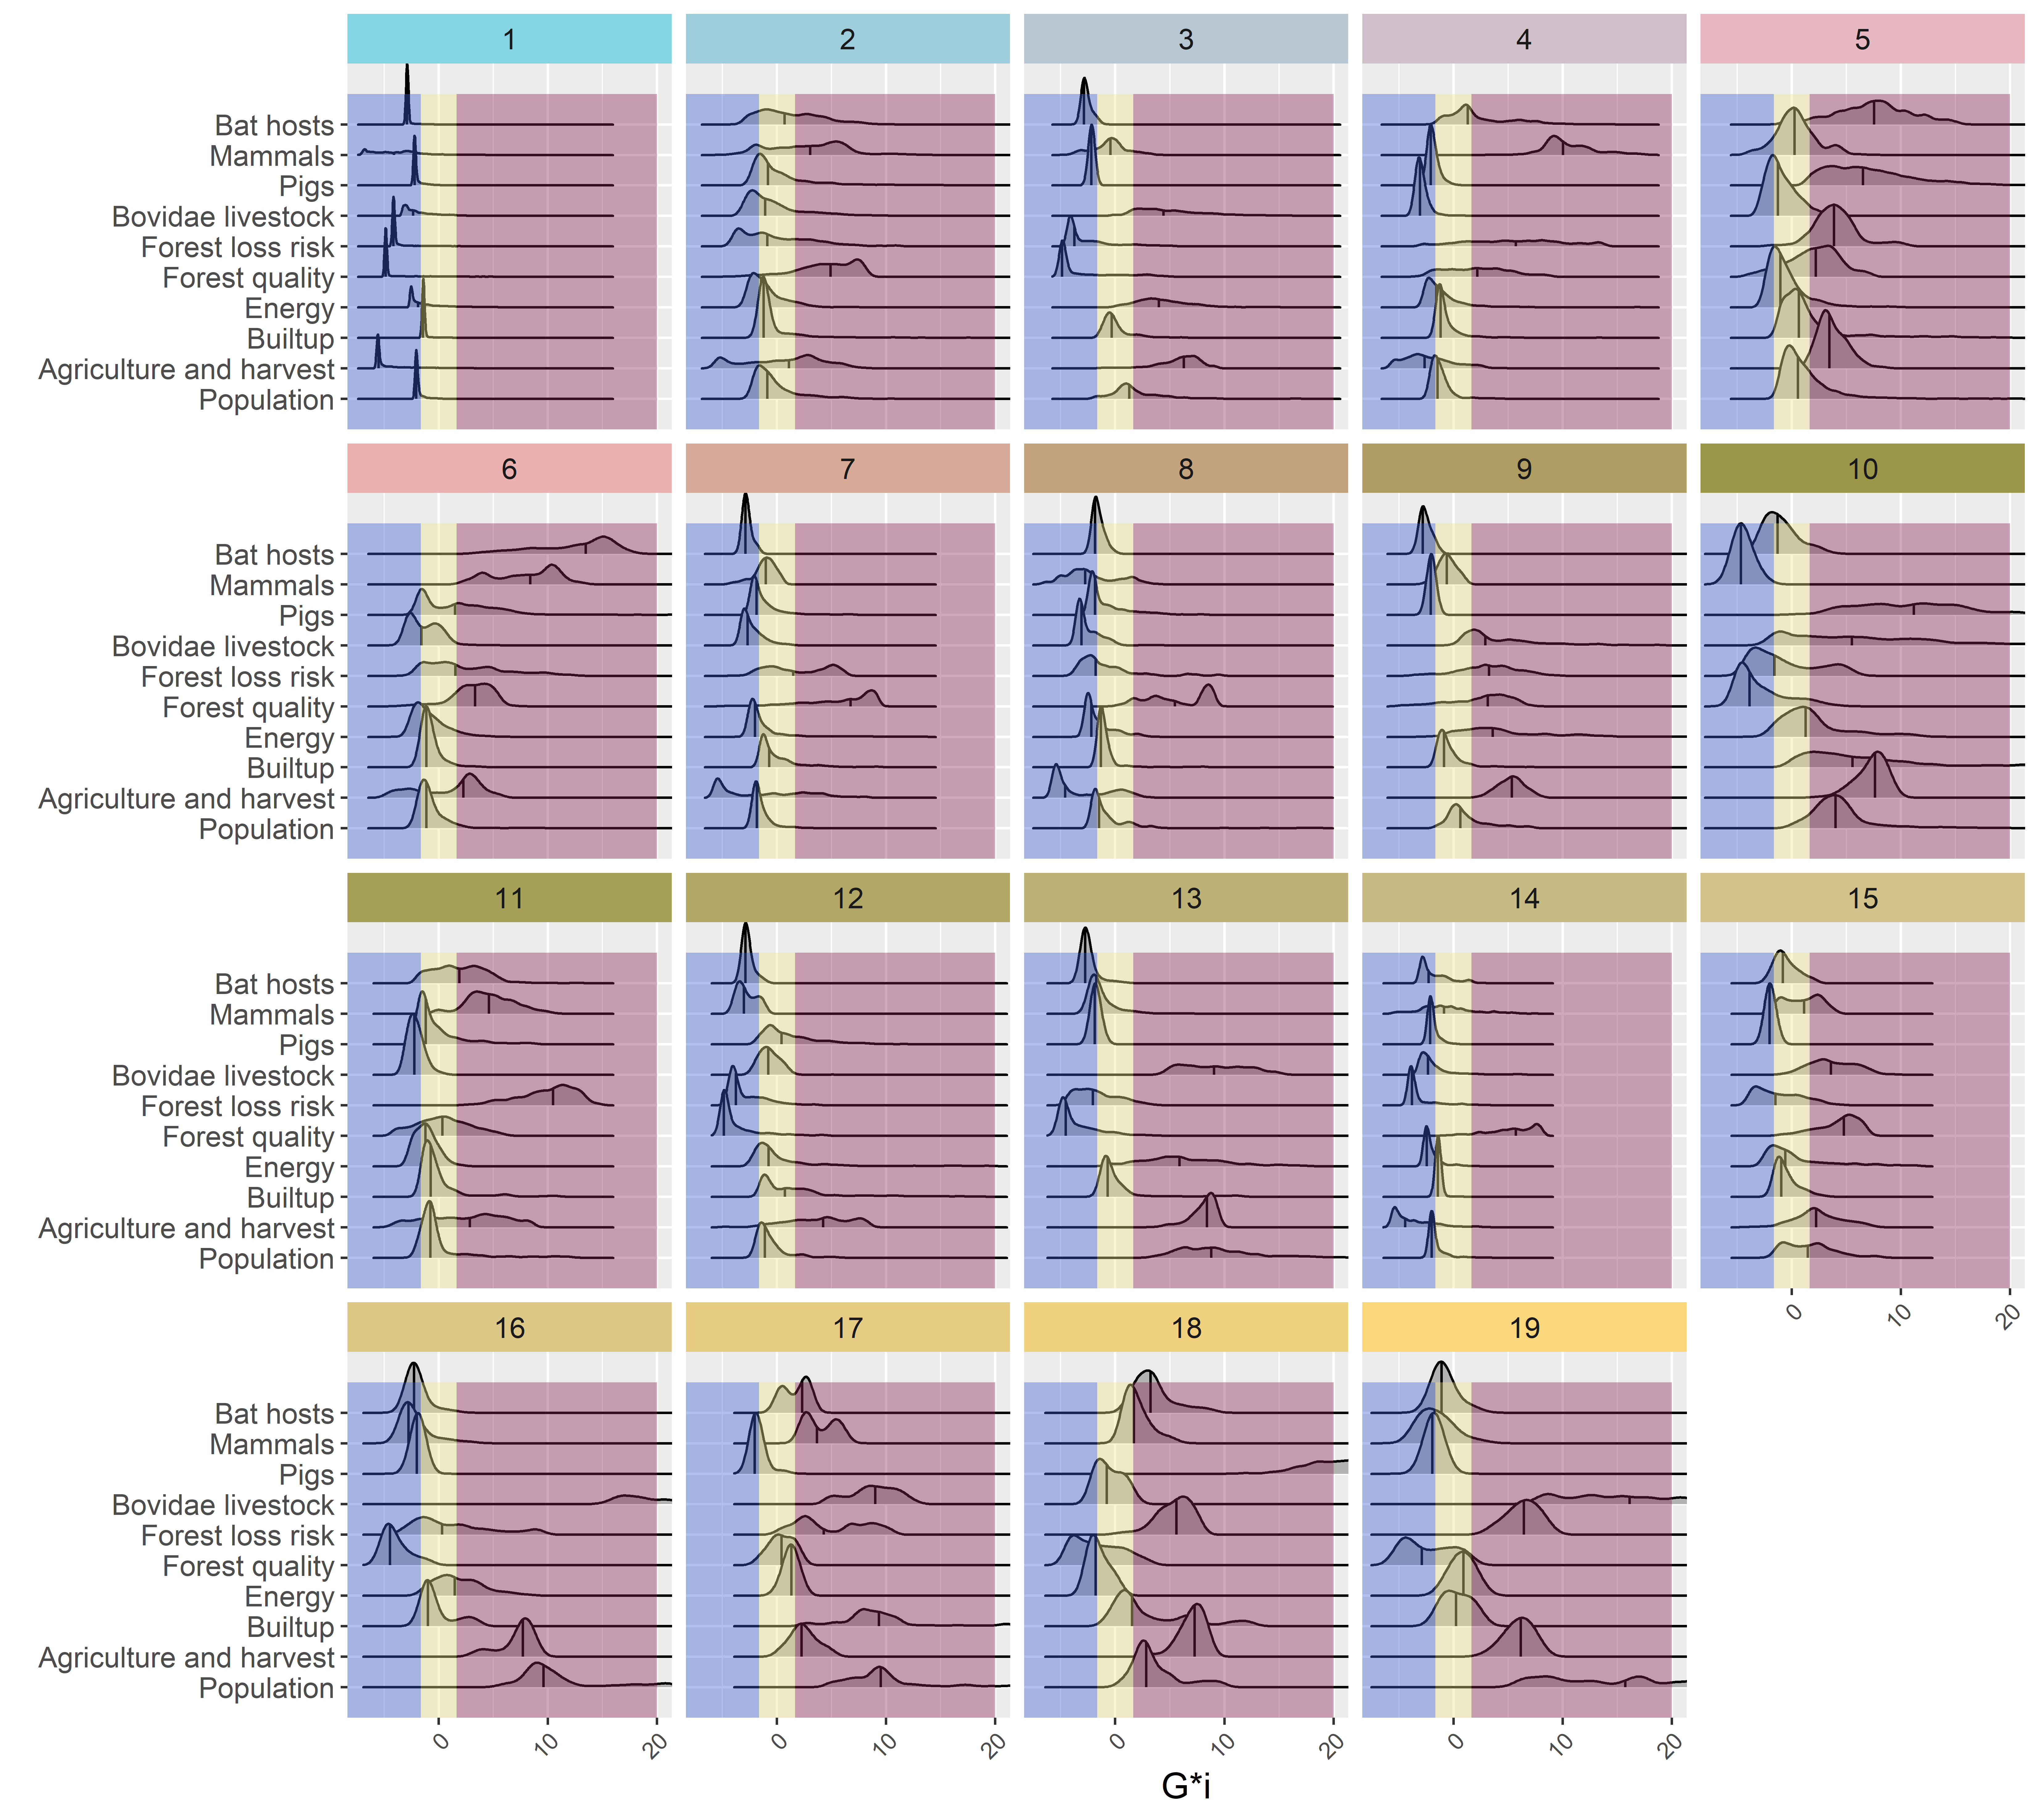 1 2 3 4 5
Bat hosts
Mammals
Pigs
Bovidae livestock
Forest loss risk
Forest quality
Energy
Builtup
Agriculture and harvest
Population
6 7 8 9 10
Bat hosts
Mammals
Pigs
Bovidae livestock
Forest loss risk
Forest quality
Energy
Builtup
Agriculture and harvest
Population
11 12 13 14 15
Bat hosts
Mammals
Pigs
Bovidae livestock
Forest loss risk
Forest quality
Energy
Builtup
Agriculture and harvest
Population
0 10 20
16 17 18 19
Bat hosts
Mammals
Pigs
Bovidae livestock
Forest loss risk
Forest quality
Energy
Builtup
Agriculture and harvest
Population
0 10 20 0 10 20 0 10 20 0 10 20
G*i